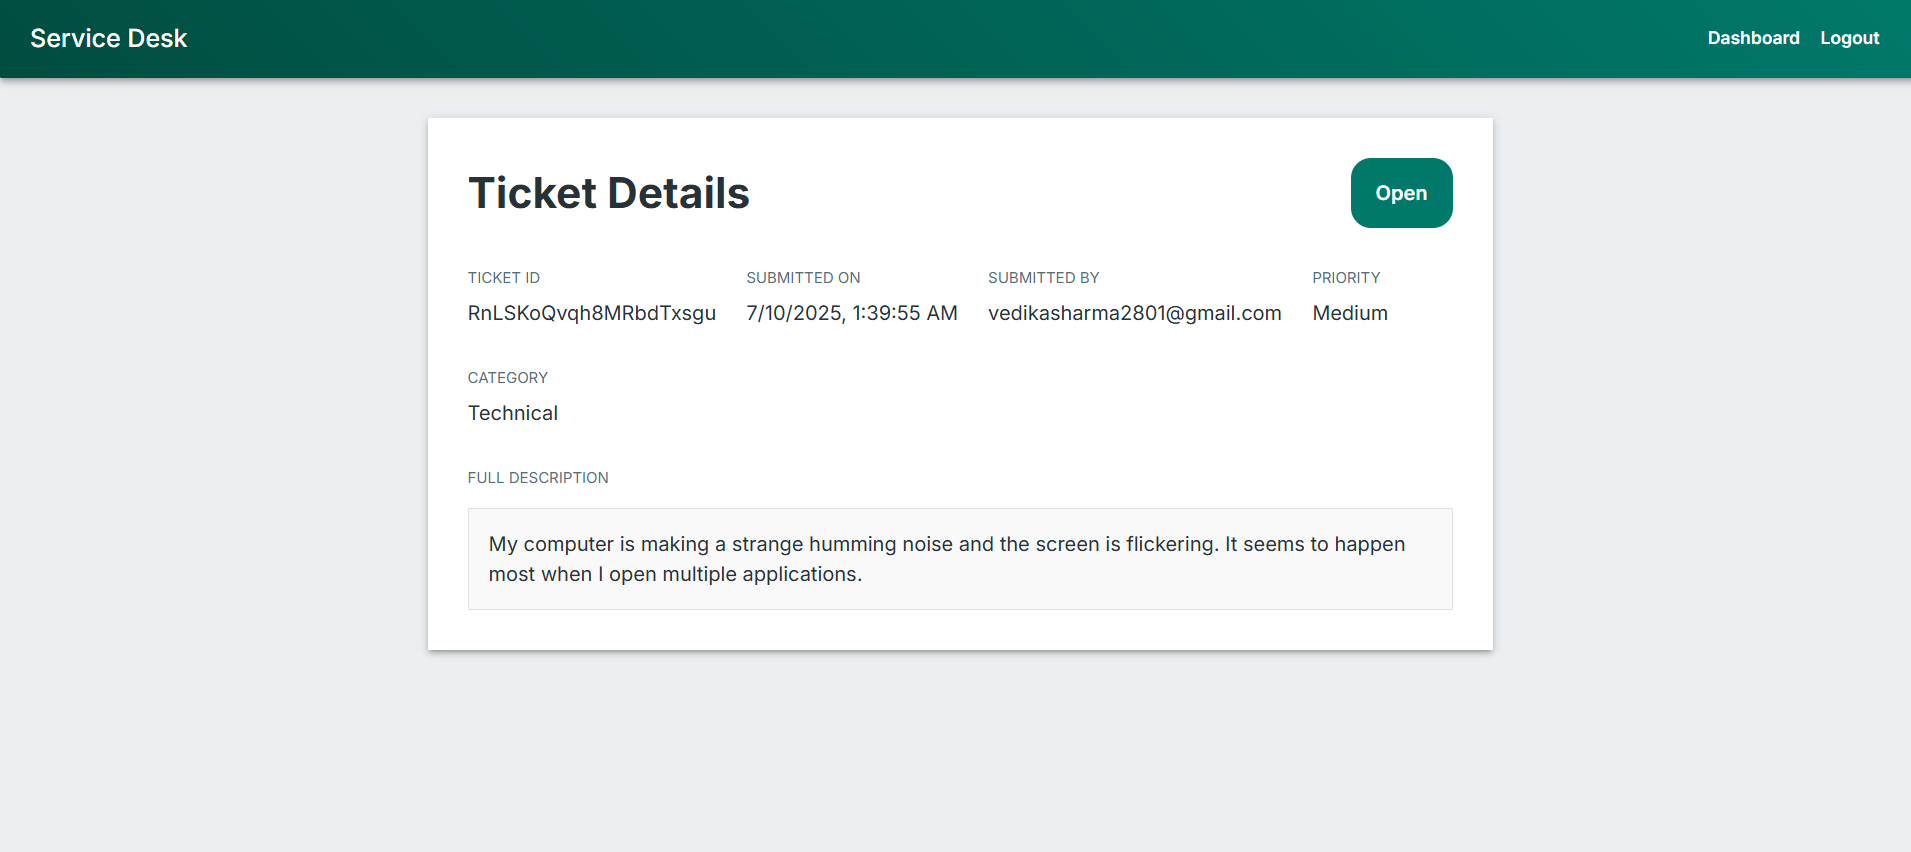 Service Desk
Dashboard
Logout
Ticket Details
Open
TICKET ID
RnLSKoQvqh8MRbdTxsgu
SUBMITTED ON
7/10/2025, 1:39:55 AM
SUBMITTED BY
vedikasharma2801@gmail.com
PRIORITY
Medium
CATEGORY
Technical
FULL DESCRIPTION
My computer is making a strange humming noise and the screen is flickering. It seems to happen
most when I open multiple applications.